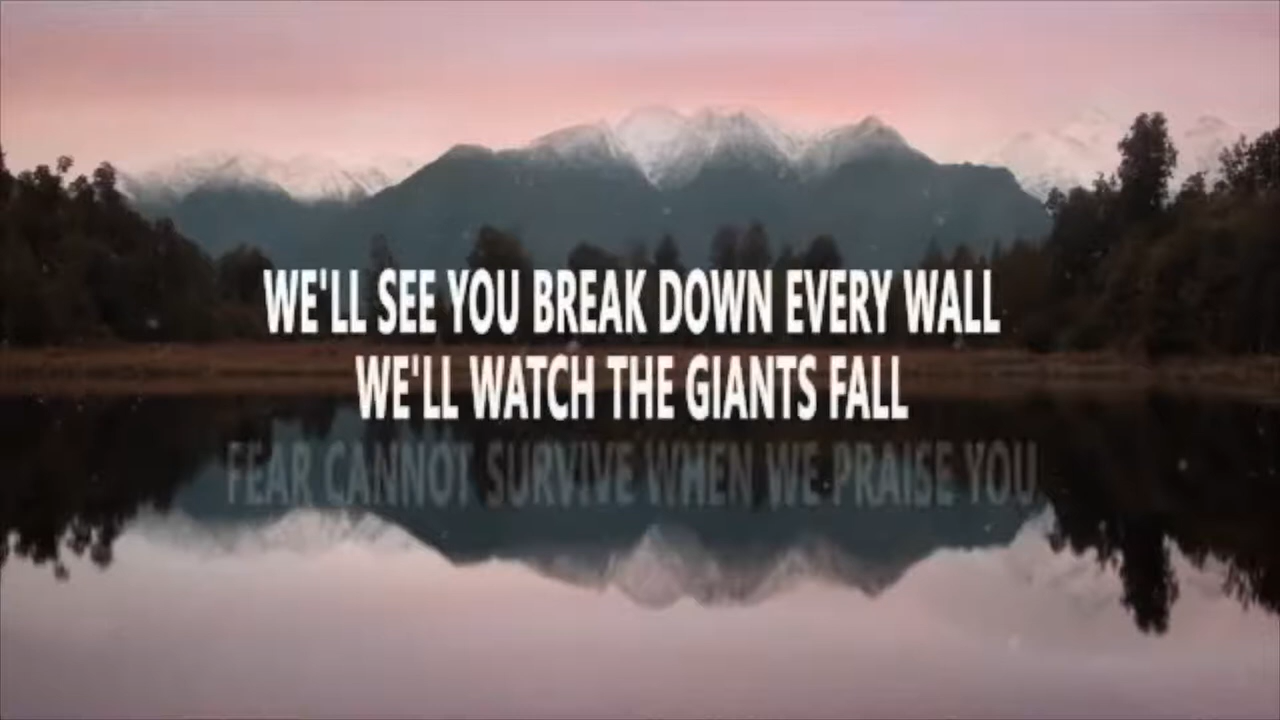 WE'LL SEE YOU BREAK DOWN EVERY WALL
WE'LL WATCH THE GIANTS FALL
FEAR CANNOT SURVIVE WHEN WE PRAISE YOU